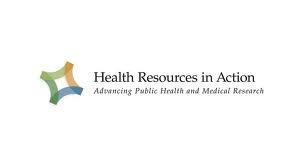 Health Resources in Action
Advancing Public Health and Medical Research